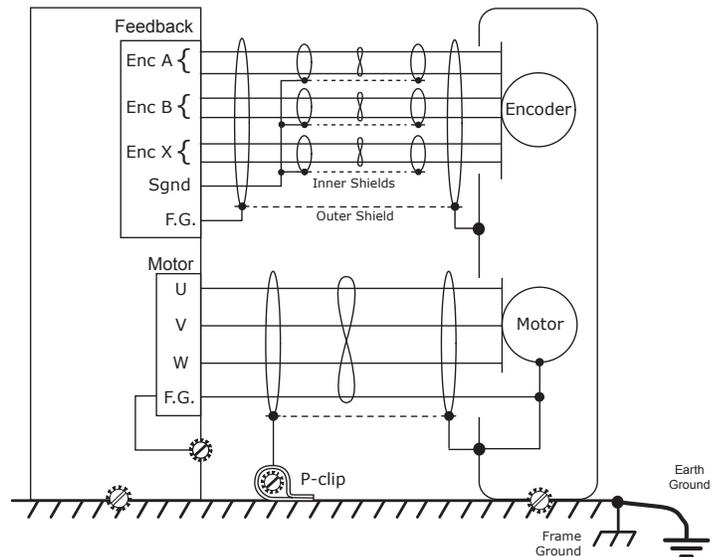 Feedback
Enc A {
Enc B {
Enc X {
Sgnd
F.G.
Inner Shields
Outer Shield
Encoder
Motor
U
V
W
F.G.
Motor
P-clip
Earth
Ground
Frame
Ground